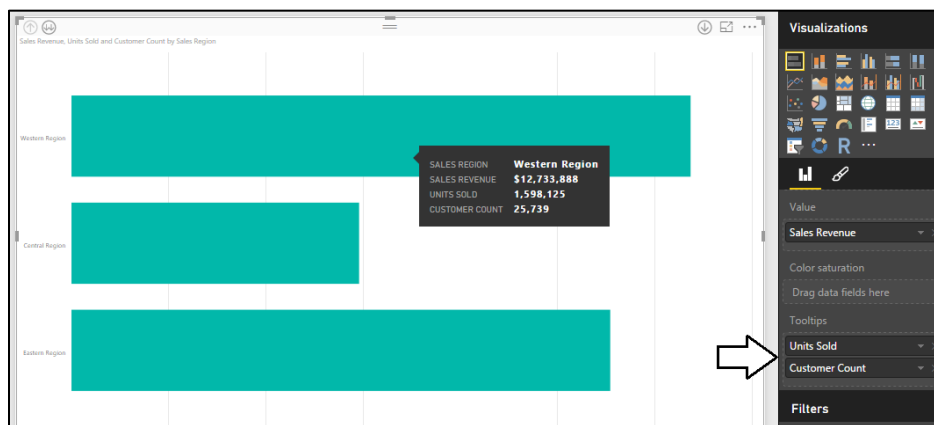 Visualizations
Sales Revenue, Units Sold and Customer Count by Sales Region
Western Region
SALES REGION Western Region
SALES REVENUE $12,733,888
UNITS SOLD 1,598,125
CUSTOMER COUNT 25,739
Central Region
Eastern Region
123
R
Value
Sales Revenue
Color saturation
Drag data fields here
Tooltips
Units Sold
Customer Count
Filters